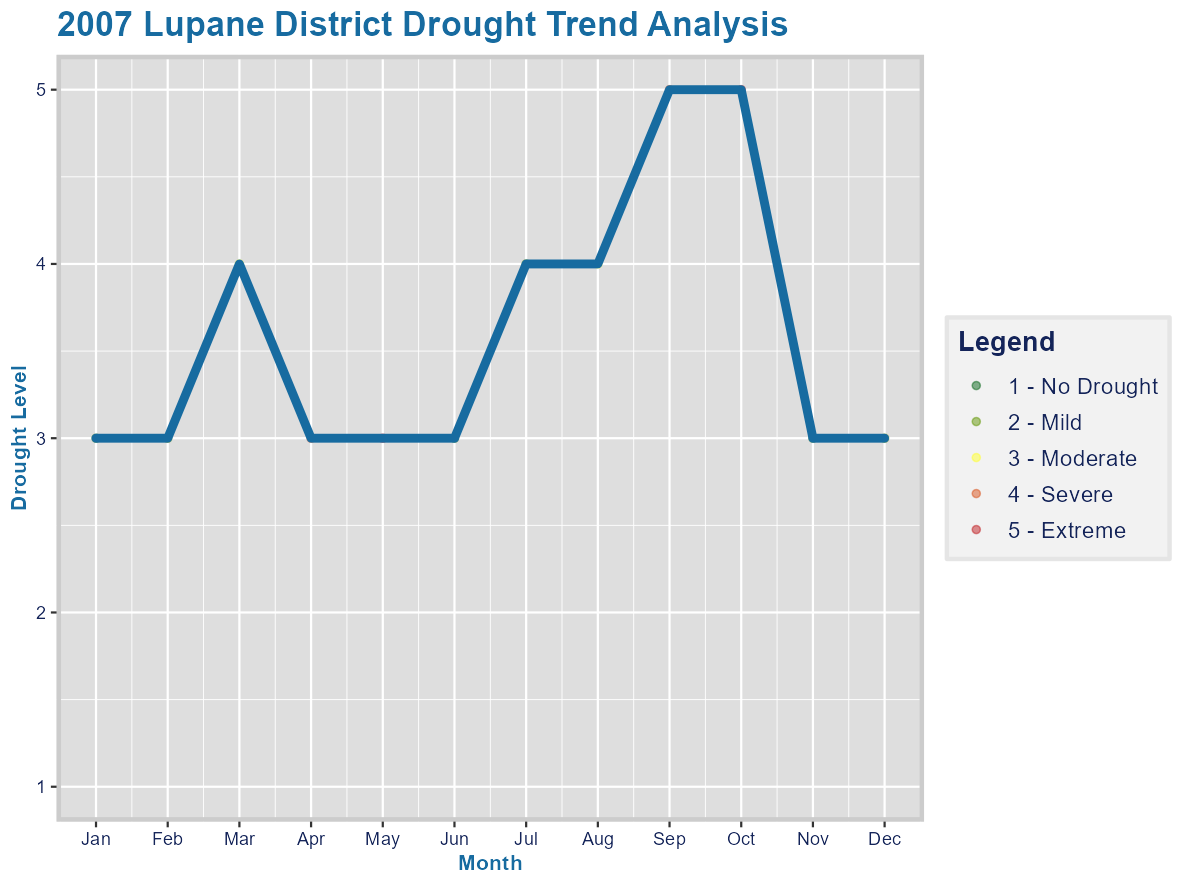 2007 Lupane District Drought Trend Analysis
Drought Level
5
4
3
2
1
Jan Feb Mar Apr May Jun Jul Aug Sep Oct Nov Dec
Month
Legend
1 - No Drought
2 - Mild
3 - Moderate
4 - Severe
5 - Extreme